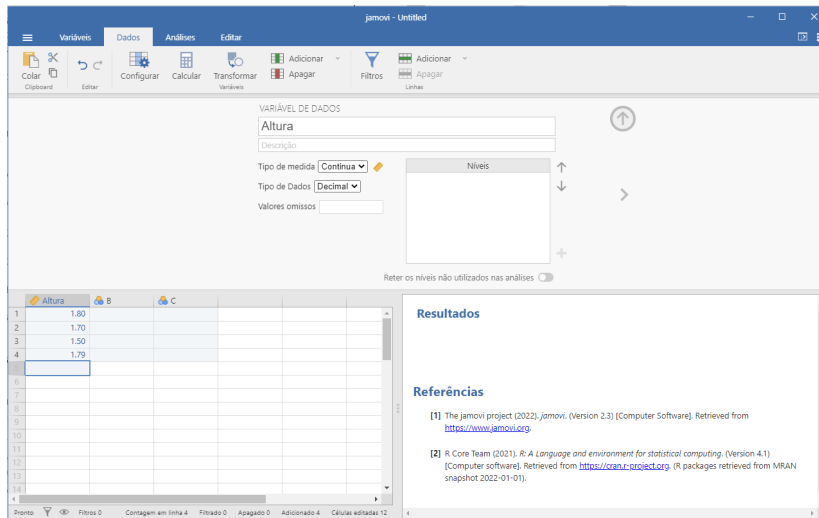 jamovi - Untitled
Variáveis Dados Análises Editar
Colar Configurar Calcular Transformar Adicionar Apagar Filtros Adicionar Apagar
Clipboard Editar Variáveis Linhas
VARIÁVEL DE DADOS
Altura
Descrição
Tipo de medida Contínua Níveis
Tipo de Dados Decimal
Valores omissos
Reter os níveis não utilizados nas análises
Altura B C
1 1.80
2 1.70
3 1.50
4 1.79
5
6
7
8
9
10
11
12
13
14
Pronto Filtros 0 Contagem em linha 4 Filtrado 0 Apagado 0 Adicionado 4 Células editadas 12
Resultados
Referências
[1] The jamovi project (2022). jamovi. (Version 2.3) [Computer Software]. Retrieved from
https://www.jamovi.org.
[2] R Core Team (2021). R: A Language and environment for statistical computing. (Version 4.1)
[Computer software]. Retrieved from https://cran.r-project.org. (R packages retrieved from MRAN
snapshot 2022-01-01).